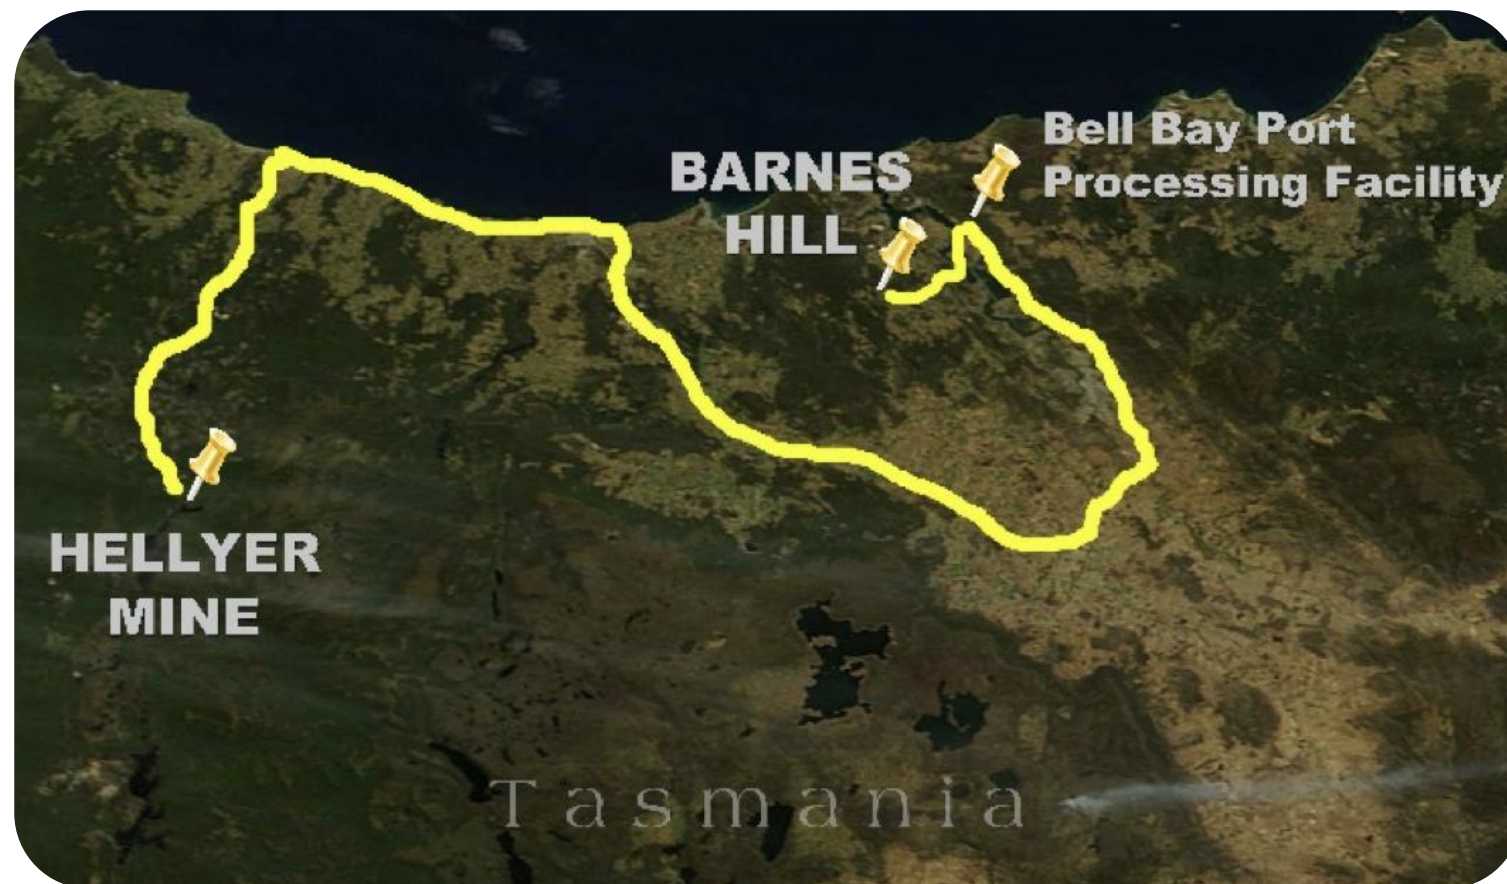 Bell Bay Port
Processing Facility
BARNES
HILL
HELLYER
MINE
Tasmania